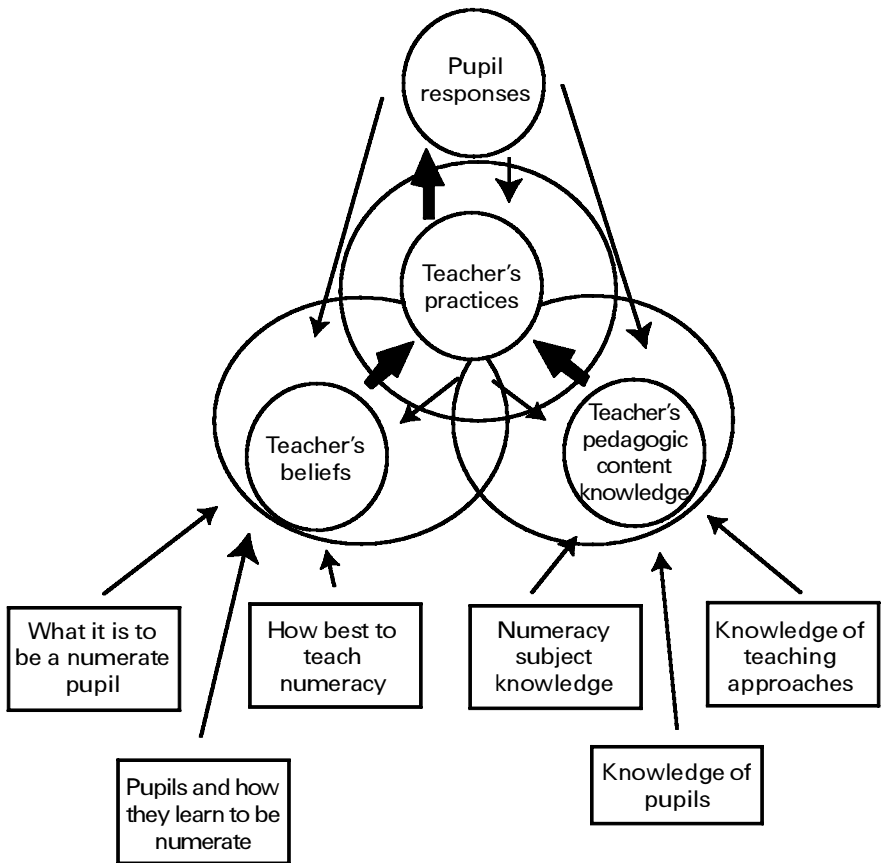 Pupil
responses
Teacher’s
practices
Teacher’s
beliefs
Teacher’s
pedagogic
content
knowledge
What it is to
be a numerate
pupil
How best to
teach
numeracy
Numeracy
subject
knowledge
Knowledge of
teaching
approaches
Pupils and how
they learn to be
numerate
Knowledge of
pupils